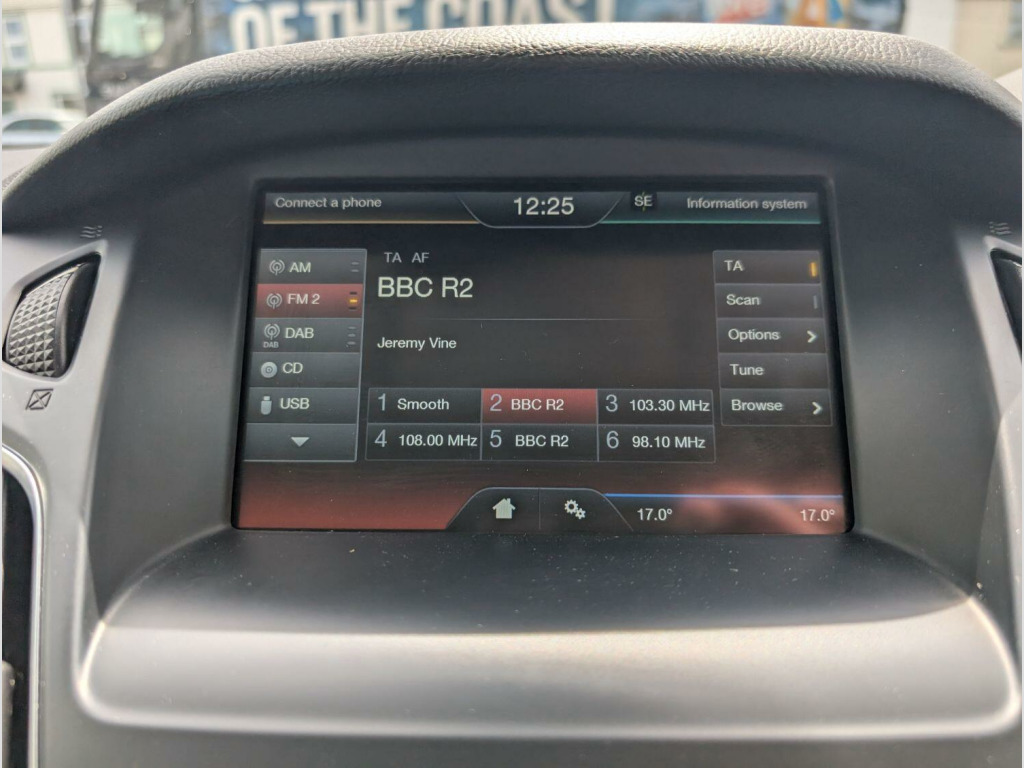 OF THE COAST
Connect a phone 12:25 SE Information system
AM
FM 2
DAB
DAB
CD
USB
TA AF
BBC R2
Jeremy Vine
1 Smooth 2 BBC R2 3 103.30 MHz
4 108.00 MHz 5 BBC R2 6 98.10 MHz
TA
Scan
Options
Tune
Browse
17.0° 17.0°